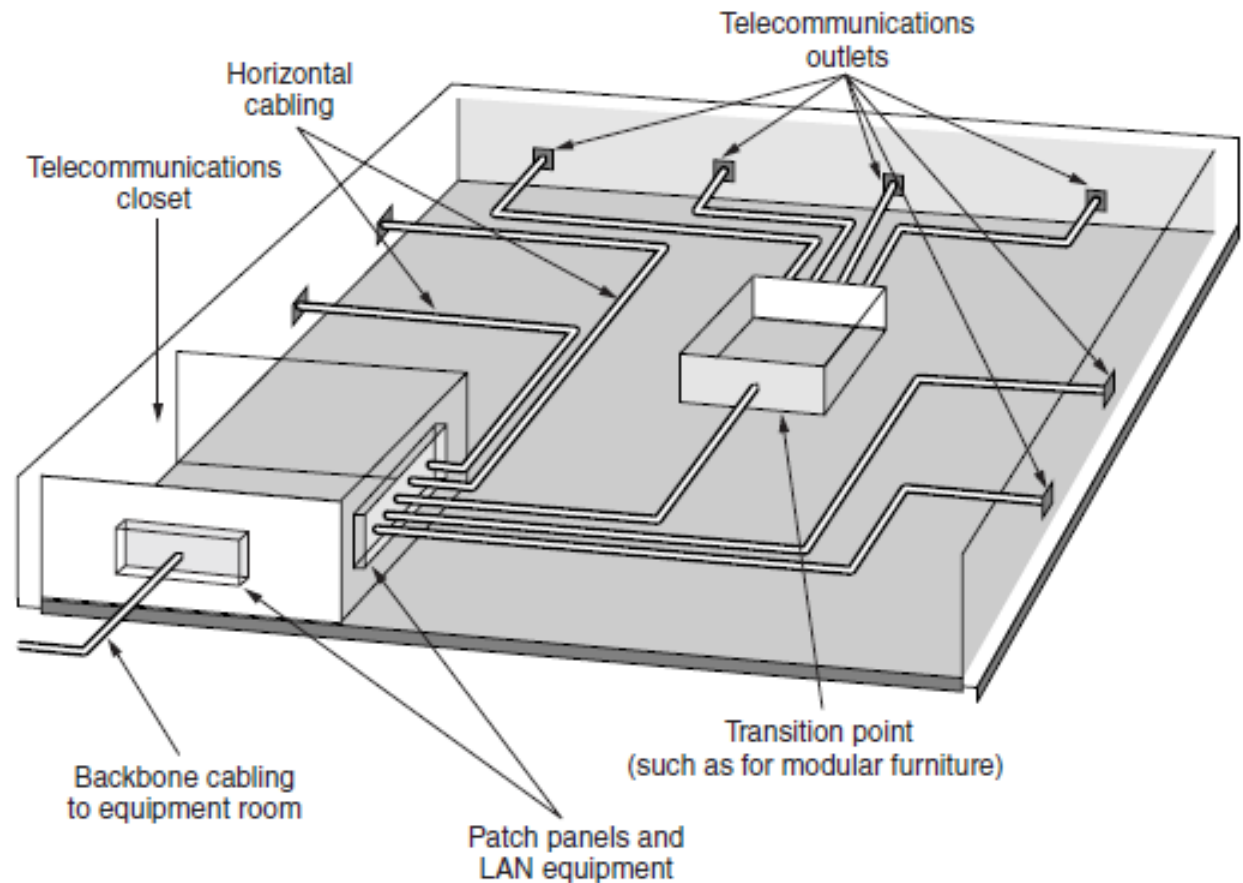 Telecommunications
outlets
Horizontal
cabling
Telecommunications
closet
Transition point
(such as for modular furniture)
Backbone cabling
to equipment room
Patch panels and
LAN equipment